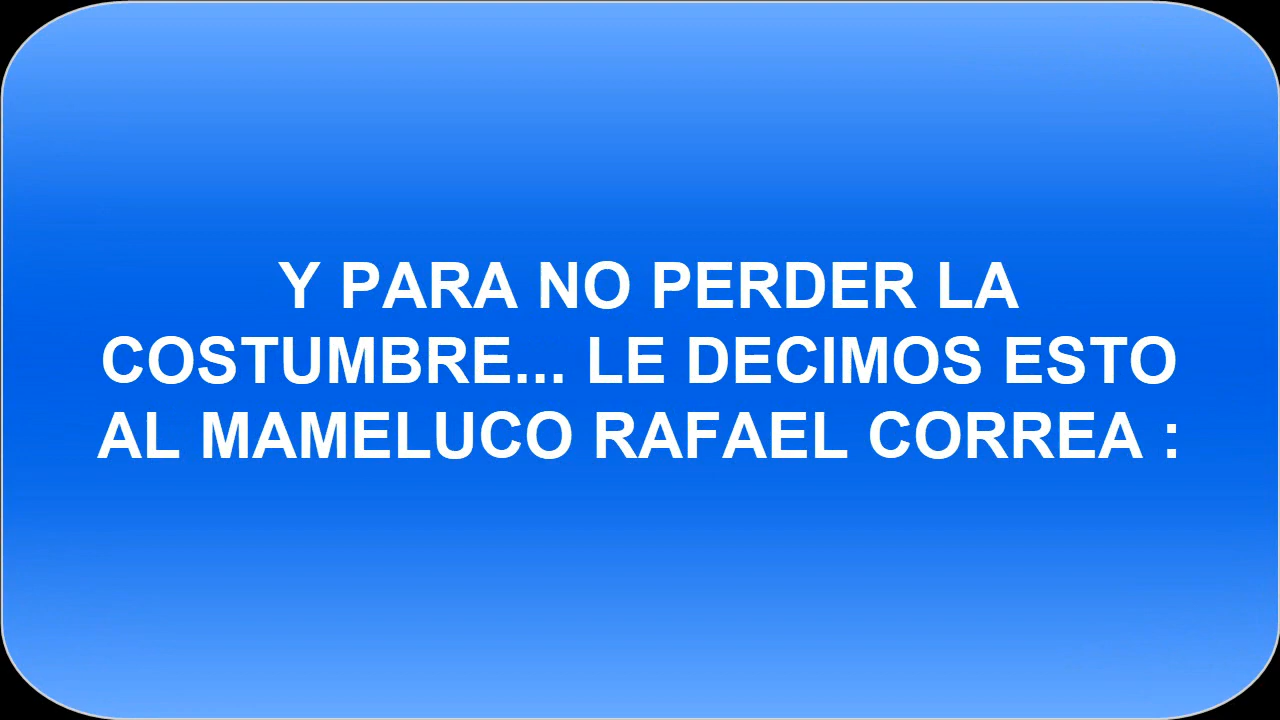 Y PARA NO PERDER LA
COSTUMBRE... LE DECIMOS ESTO
AL MAMELUCO RAFAEL CORREA :